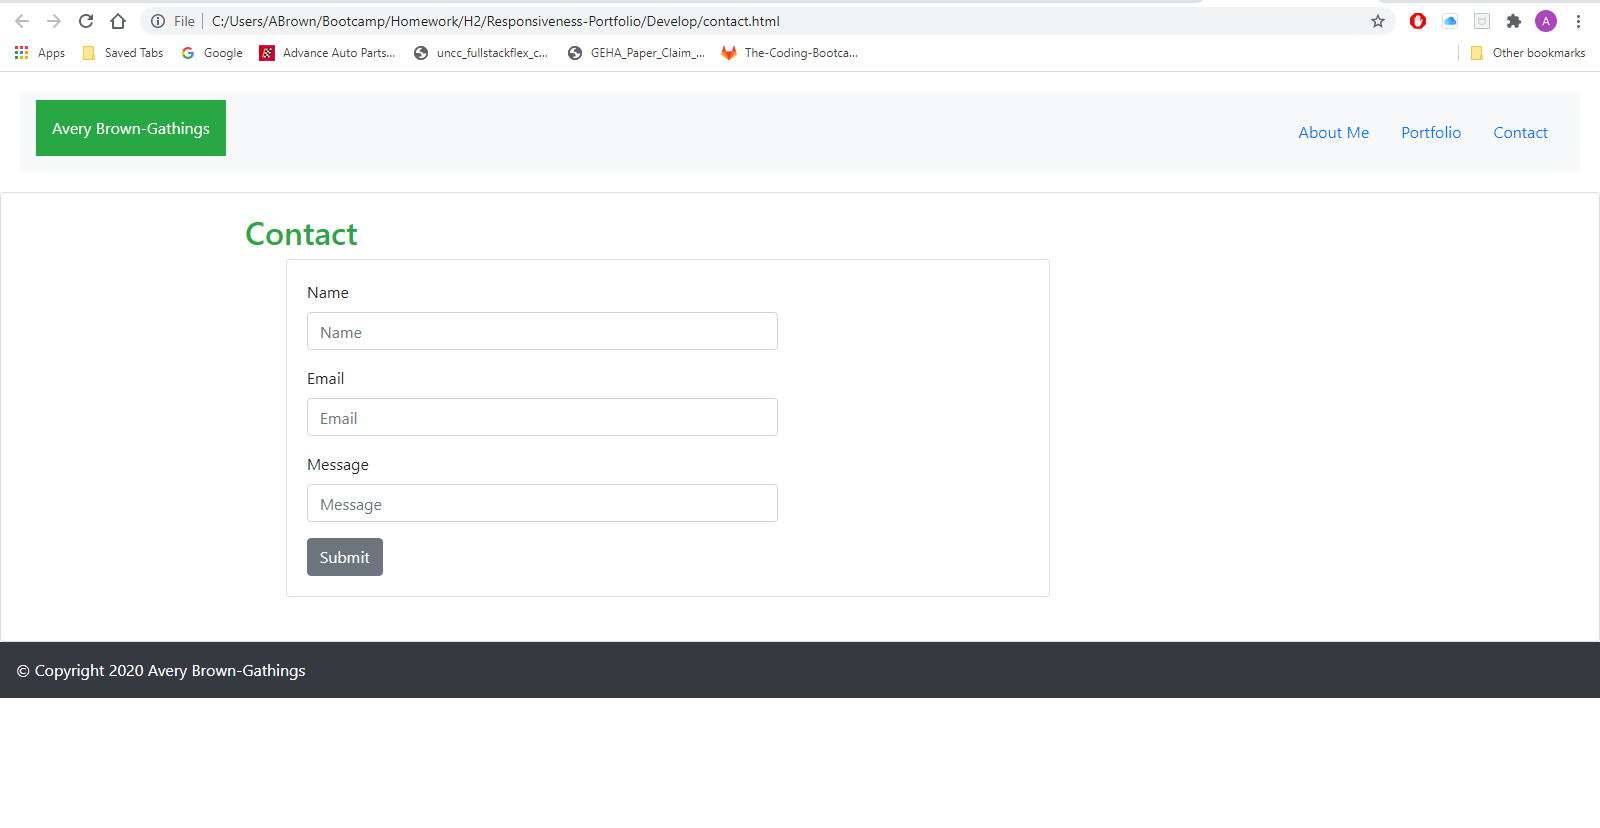 File C:/Users/ABrown/Bootcamp/Homework/H2/Responsiveness-Portfolio/Develop/contact.html A
Apps Saved Tabs Google Advance Auto Parts... uncc_fullstackflex_c... GEHA_Paper_Claim_... The-Coding-Bootca... Other bookmarks
Avery Brown-Gathings About Me Portfolio Contact
Contact
Name
Name
Email
Email
Message
Message
Submit
© Copyright 2020 Avery Brown-Gathings